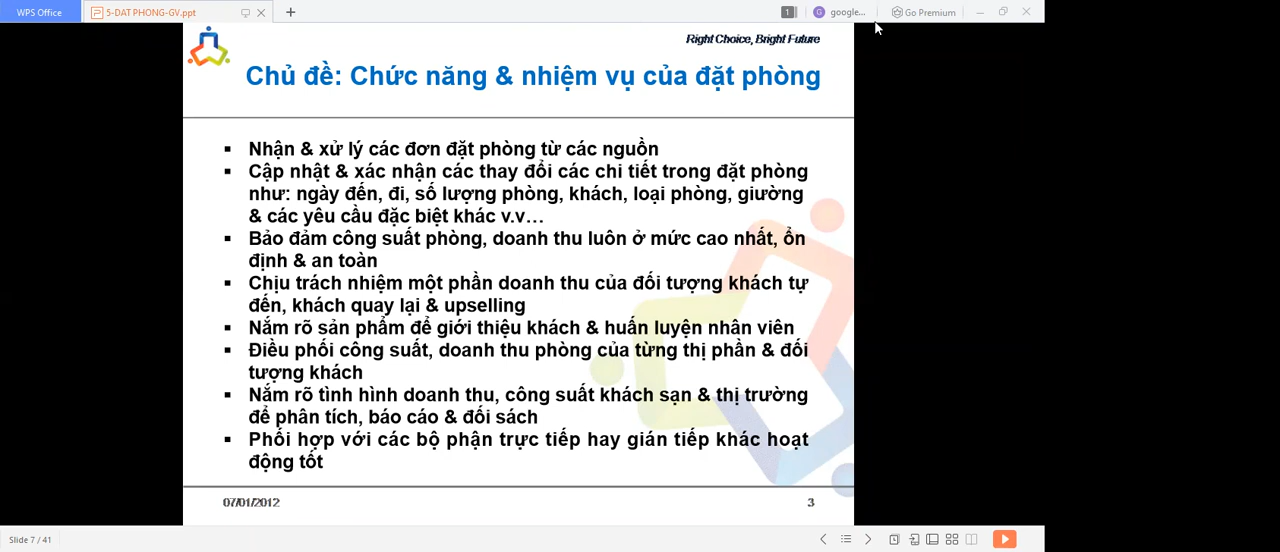 WPS Office
5-DAT PHONG-GV.ppt
1
G
google...
Go Premium
Right Choice, Bright Future
Chủ đề: Chức năng & nhiệm vụ của đặt phòng
▪ Nhận & xử lý các đơn đặt phòng từ các nguồn
▪ Cập nhật & xác nhận các thay đổi các chi tiết trong đặt phòng
như: ngày đến, đi, số lượng phòng, khách, loại phòng, giường
& các yêu cầu đặc biệt khác v.v...
▪ Bảo đảm công suất phòng, doanh thu luôn ở mức cao nhất, ổn
định & an toàn
▪ Chịu trách nhiệm một phần doanh thu của đối tượng khách tự
đến, khách quay lại & upselling
▪ Nắm rõ sản phẩm để giới thiệu khách & huấn luyện nhân viên
▪ Điều phối công suất, doanh thu phòng của từng thị phần & đối
tượng khách
▪ Nắm rõ tình hình doanh thu, công suất khách sạn & thị trường
để phân tích, báo cáo & đối sách
▪ Phối hợp với các bộ phận trực tiếp hay gián tiếp khác hoạt
động tốt
07/01/2012
3
Slide 7 / 41